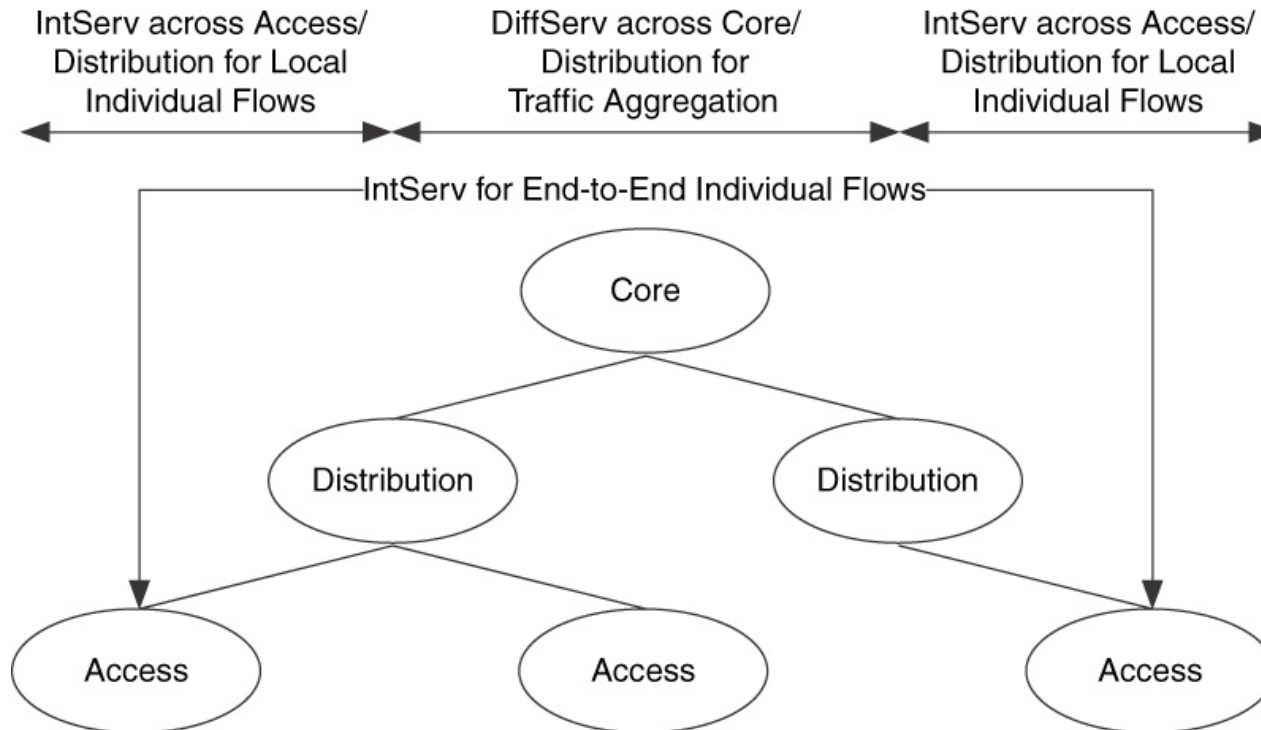 IntServ across Access/
Distribution for Local
Individual Flows
DiffServ across Core/
Distribution for
Traffic Aggregation
IntServ across Access/
Distribution for Local
Individual Flows
IntServ for End-to-End Individual Flows
Core
Distribution
Distribution
Access
Access
Access